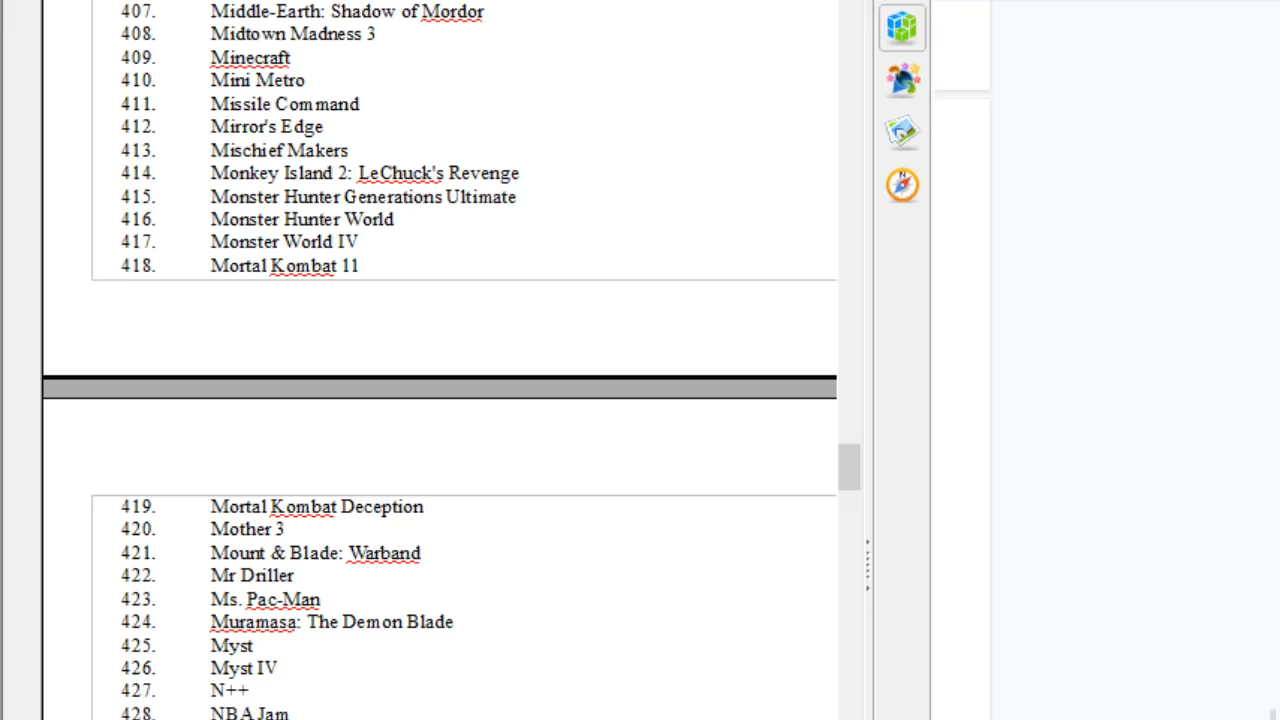 407. Middle-Earth: Shadow of Mordor
408. Midtown Madness 3
409. Minecraft
410. Mini Metro
411. Missile Command
412. Mirror's Edge
413. Mischief Makers
414. Monkey Island 2: LeChuck's Revenge
415. Monster Hunter Generations Ultimate
416. Monster Hunter World
417. Monster World IV
418. Mortal Kombat 11
419. Mortal Kombat Deception
420. Mother 3
421. Mount & Blade: Warband
422. Mr Driller
423. Ms. Pac-Man
424. Muramasa: The Demon Blade
425. Myst
426. Myst IV
427. N++
428. NBA Jam
N